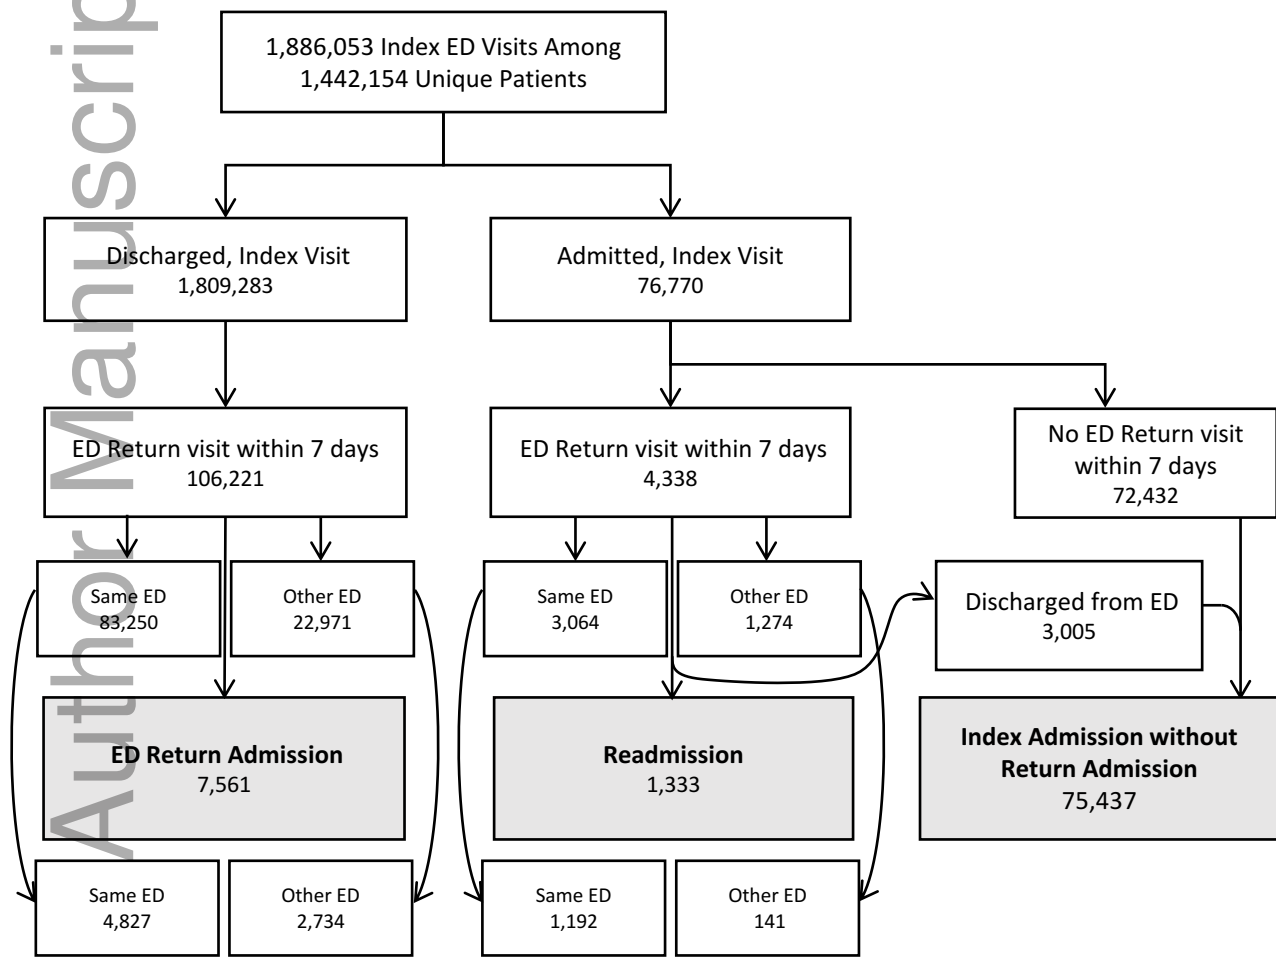 1,886,053 Index ED Visits Among
1,442,154 Unique Patients
Discharged, Index Visit
1,809,283
Admitted, Index Visit
76,770
ED Return visit within 7 days
106,221
ED Return visit within 7 days
4,338
No ED Return visit
within 7 days
72,432
Same ED
83,250
Other ED
22,971
Same ED
3,064
Other ED
1,274
Discharged from ED
3,005
ED Return Admission
7,561
Readmission
1,333
Index Admission without
Return Admission
75,437
Same ED
4,827
Other ED
2,734
Same ED
1,192
Other ED
141
Author Manuscrip